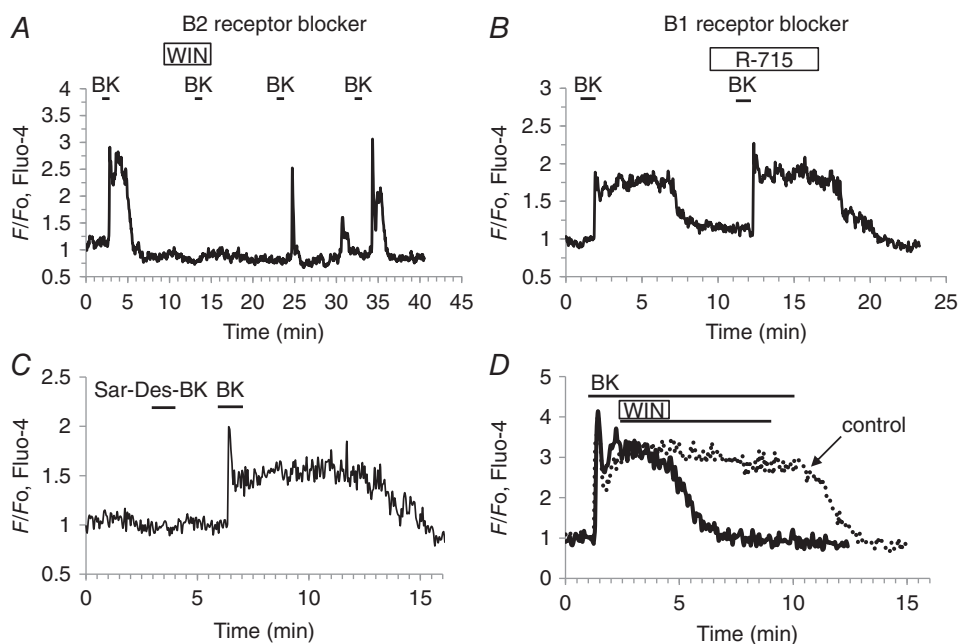 A
B2 receptor blocker
WIN
BK BK BK BK
F/Fo, Fluo-4
4
3.5
3
2.5
2
1.5
1
0.5
0 5 10 15 20 25 30 35 40 45
Time (min)
B
B1 receptor blocker
R-715
BK BK
F/Fo, Fluo-4
3
2.5
2
1.5
1
0.5
0 5 10 15 20 25
Time (min)
C
Sar-Des-BK BK
F/Fo, Fluo-4
2.5
2
1.5
1
0.5
0 5 10 15
Time (min)
D
BK
WIN
control
F/Fo, Fluo-4
5
4
3
2
1
0
0 5 10 15
Time (min)